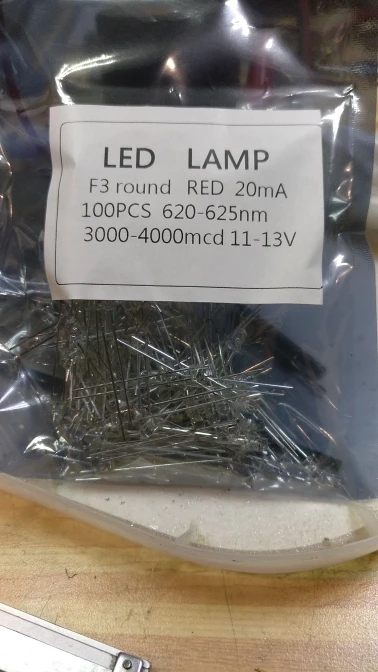 LED LAMP
F3 round RED 20mA
100PCS 620-625nm
3000-4000mcd 11-13V